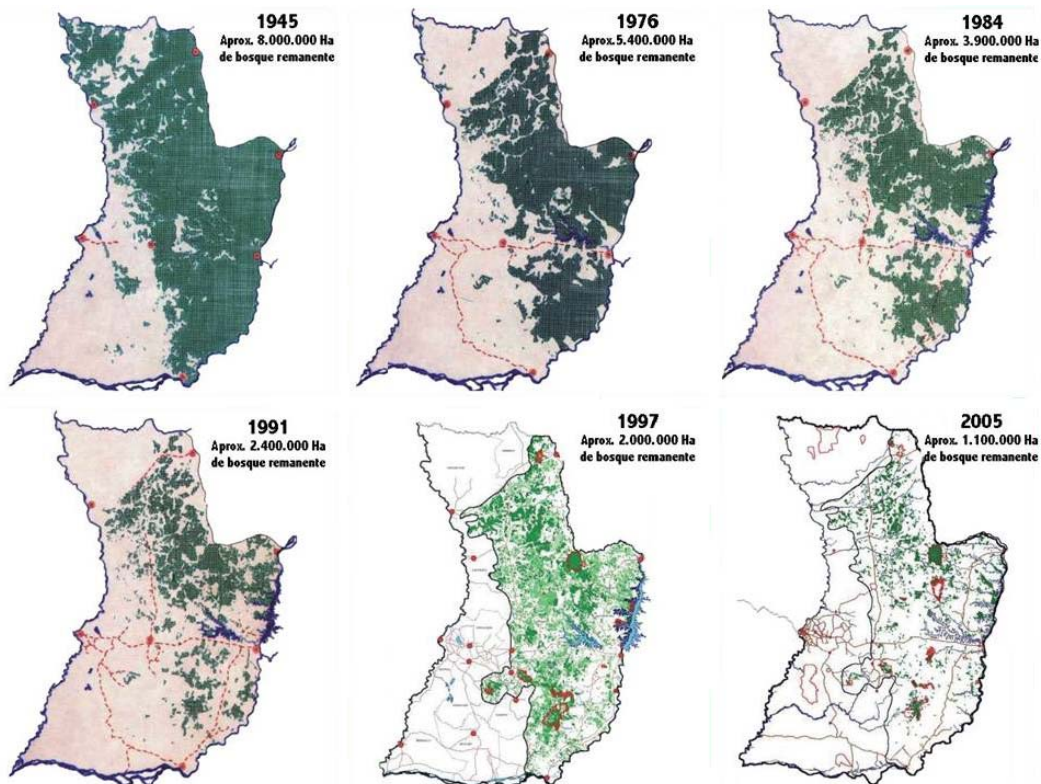 1945
Aprox. 8.000.000 Ha
de bosque remanente
1976
Aprox.5.400.000 Ha
de bosque remanente
1984
Aprox. 3.900.000 Ha
de bosque remanente
1991
Aprox. 2.400.000 Ha
de bosque remanente
1997
Aprox. 2.000.000 Ha
de bosque remanente
2005
Aprox. 1.100.000 Ha
de bosque remanente